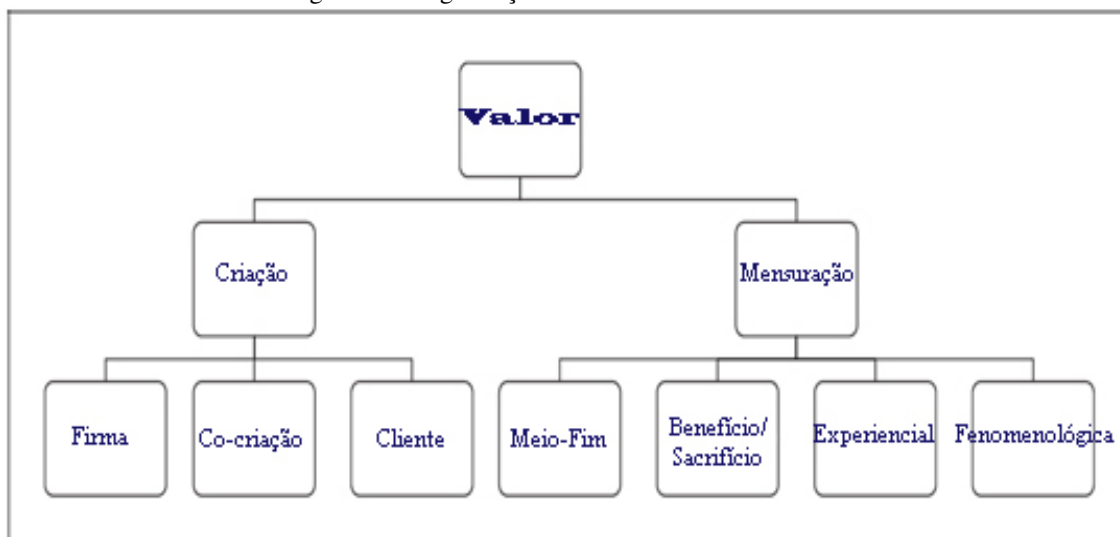 Valor
Criação
Mensuração
Firma
Co-criação
Cliente
Meio-Fim
Benefício/
Sacrifício
Experiencial
Fenomenológica